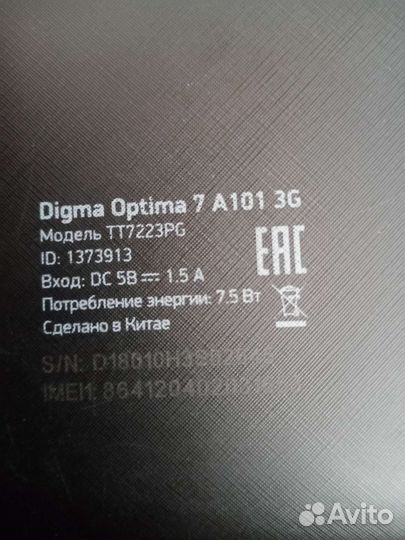 Digma Optima 7 A101 3G
Модель TT7223PG
ID: 1373913
Вход: DC 5В ⎓ 1.5 А
Потребление энергии: 7.5 Вт
Сделано в Китае
EAC
S/N:
IMEI1:
Avito